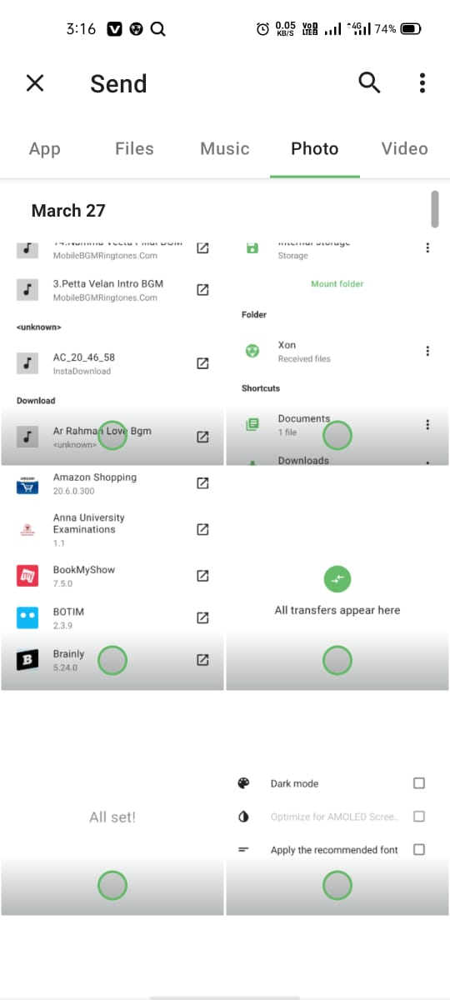 3:16
0.05 KB/S
VoD LTE
4G
74%
Send
App Files Music Photo Video
March 27
MobileBGMRingtones.Com
3.Petta Velan Intro BGM
MobileBGMRingtones.Com
<unknown>
AC_20_46_58
InstaDownload
Download
Ar Rahman Love Bgm
<unknown>
Storage
Mount folder
Folder
Xon
Received files
Shortcuts
Documents
1 file
Downloads
Amazon Shopping
20.6.0.300
Anna University
Examinations
1.1
my
BookMyShow
7.5.0
BOTIM
2.3.9
B
Brainly
5.24.0
All transfers appear here
All set!
Dark mode
Optimize for AMOLED Scree..
Apply the recommended font